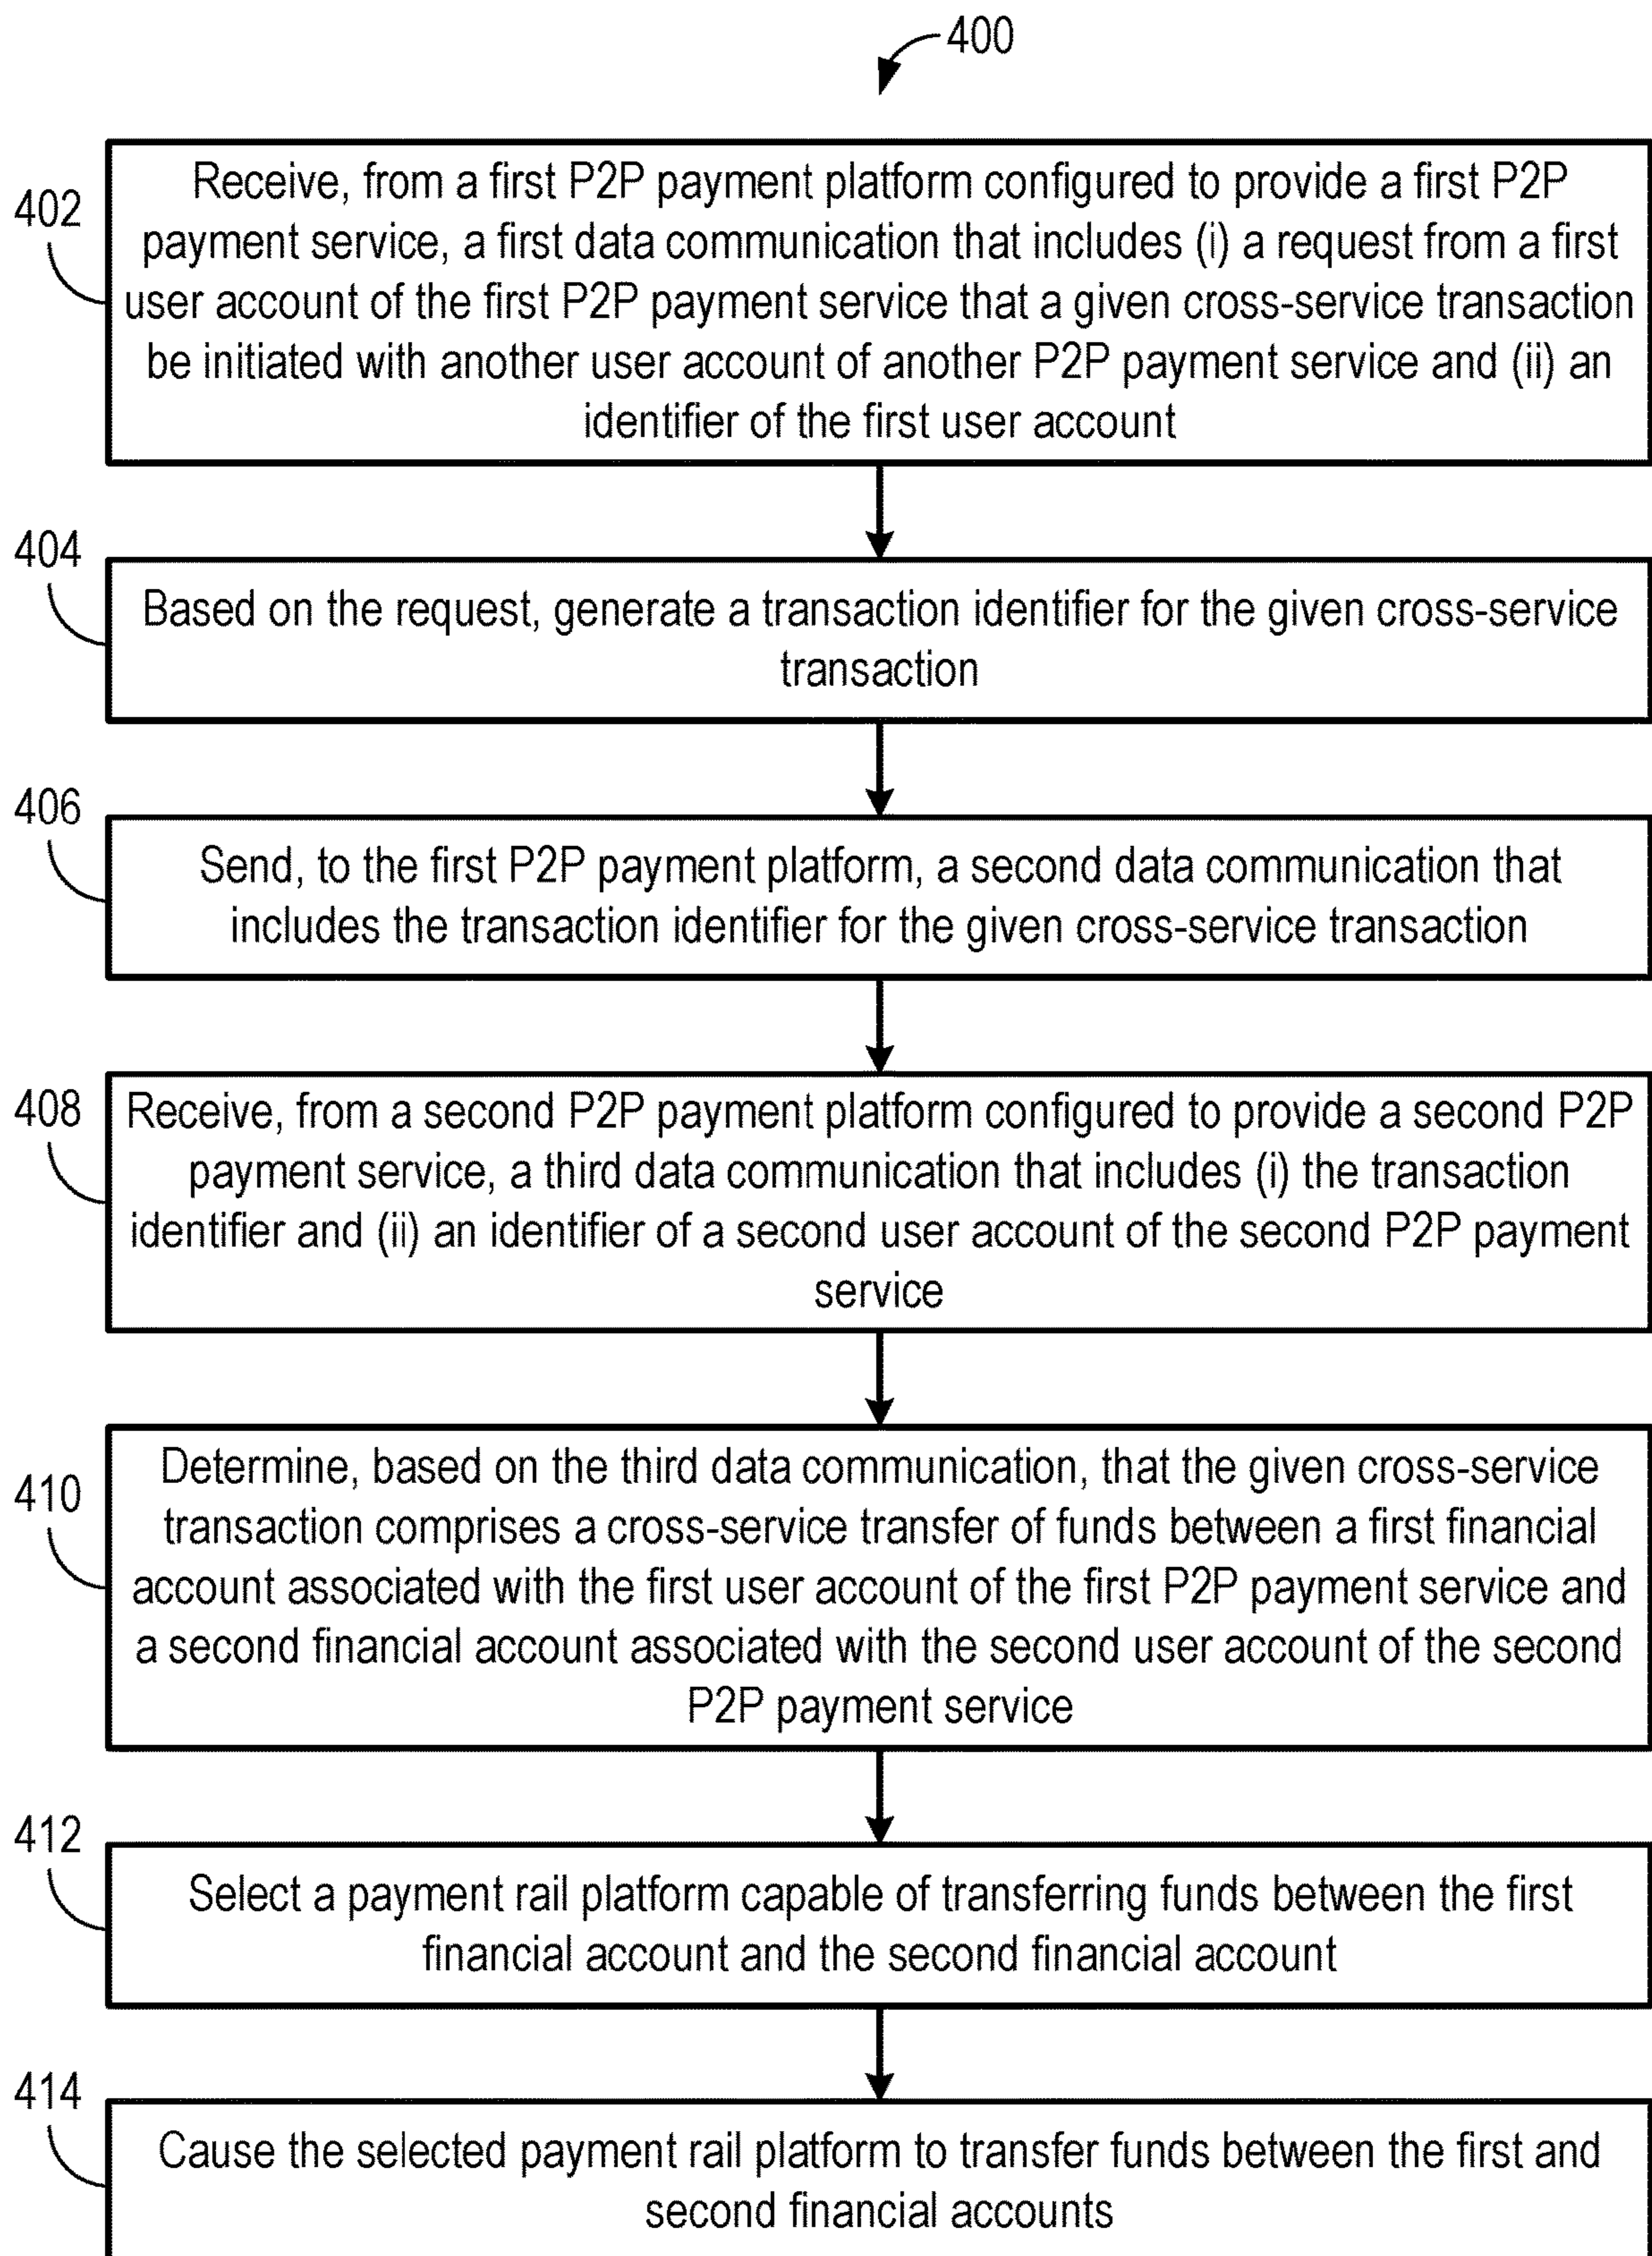 400
402
Receive, from a first P2P payment platform configured to provide a first P2P
payment service, a first data communication that includes (i) a request from a first
user account of the first P2P payment service that a given cross-service transaction
be initiated with another user account of another P2P payment service and (ii) an
identifier of the first user account
404
Based on the request, generate a transaction identifier for the given cross-service
transaction
406
Send, to the first P2P payment platform, a second data communication that
includes the transaction identifier for the given cross-service transaction
408
Receive, from a second P2P payment platform configured to provide a second P2P
payment service, a third data communication that includes (i) the transaction
identifier and (ii) an identifier of a second user account of the second P2P payment
service
410
Determine, based on the third data communication, that the given cross-service
transaction comprises a cross-service transfer of funds between a first financial
account associated with the first user account of the first P2P payment service and
a second financial account associated with the second user account of the second
P2P payment service
412
Select a payment rail platform capable of transferring funds between the first
financial account and the second financial account
414
Cause the selected payment rail platform to transfer funds between the first and
second financial accounts